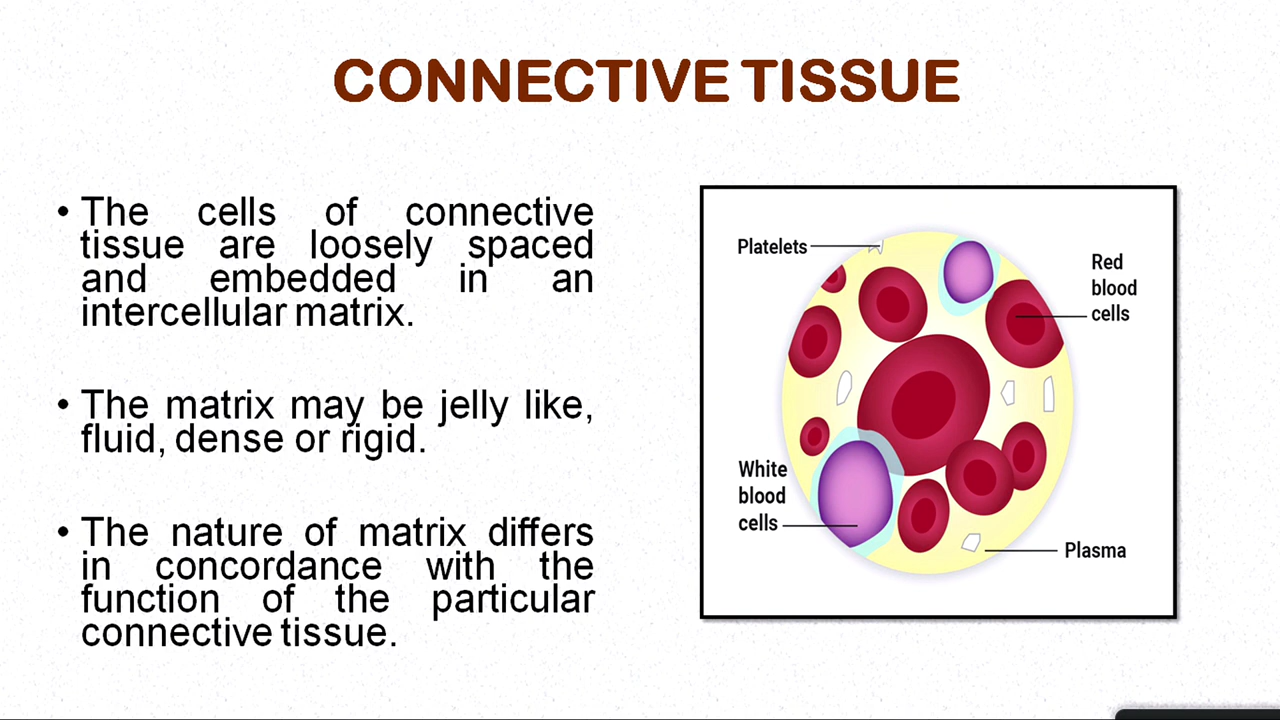 CONNECTIVE TISSUE
• The cells of connective
tissue are loosely spaced
and embedded in an
intercellular matrix.
• The matrix may be jelly like,
fluid, dense or rigid.
• The nature of matrix differs
in concordance with the
function of the particular
connective tissue.
Platelets
Red
blood
cells
White
blood
cells
Plasma